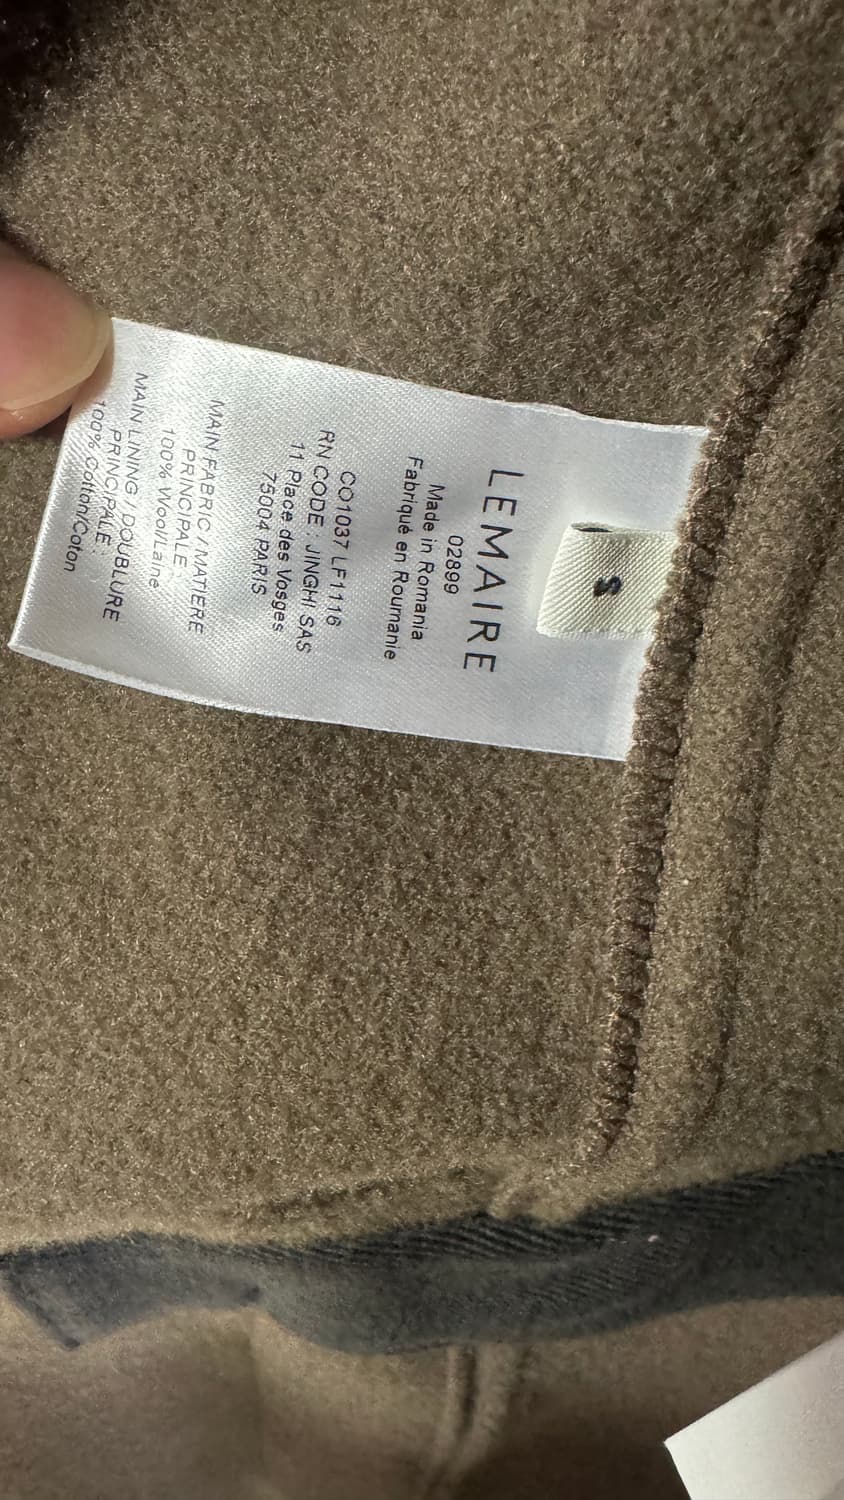 S
LEMAIRE
02899
Made in Romania
Fabriqué en Roumanie
CO1037 LF1116
RN CODE : JINGHI SAS
11 Place des Vosges
75004 PARIS
MAIN FABRIC / MATIERE
PRINCIPALE
100% Wool/Laine
MAIN LINING / DOUBLURE
PRINCIPALE :
100% Cotton/Coton